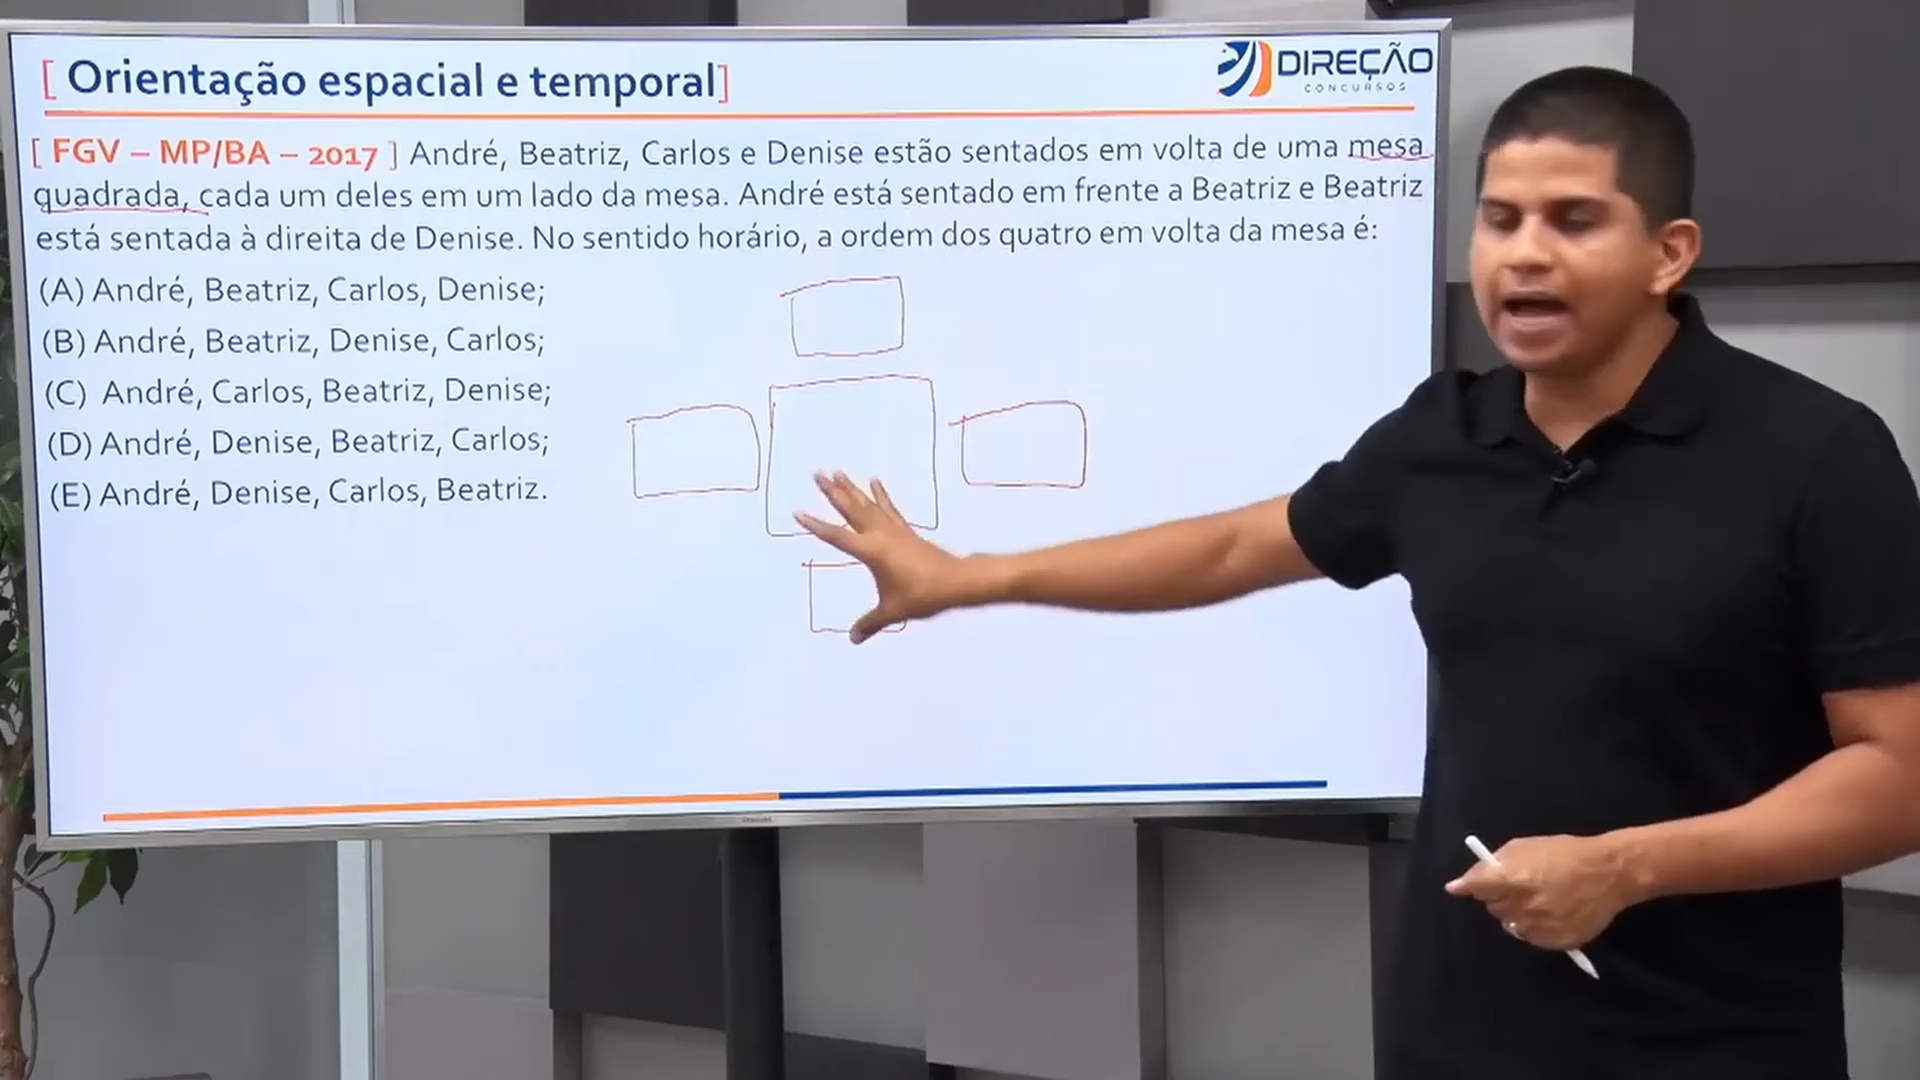 [ Orientação espacial e temporal]
DIREÇÃO
CONCURSOS
[ FGV – MP/BA – 2017 ] André, Beatriz, Carlos e Denise estão sentados em volta de uma mesa
quadrada, cada um deles em um lado da mesa. André está sentado em frente a Beatriz e Beatriz
está sentada à direita de Denise. No sentido horário, a ordem dos quatro em volta da mesa é:
(A) André, Beatriz, Carlos, Denise;
(B) André, Beatriz, Denise, Carlos;
(C) André, Carlos, Beatriz, Denise;
(D) André, Denise, Beatriz, Carlos;
(E) André, Denise, Carlos, Beatriz.